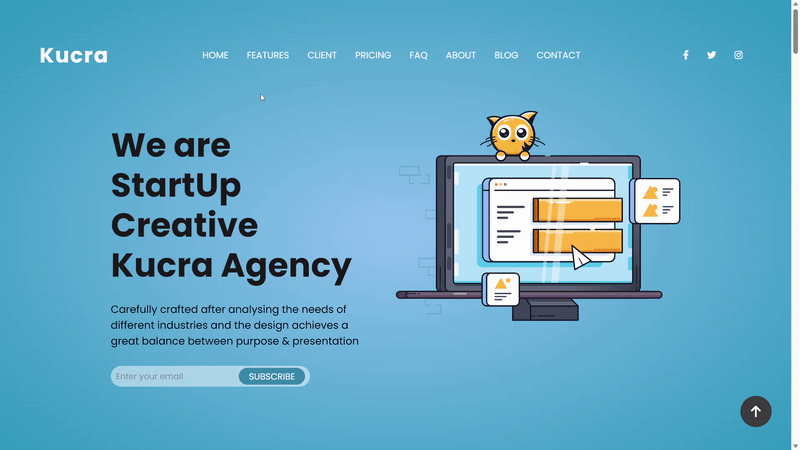 Kucra
HOME FEATURES CLIENT PRICING FAQ ABOUT BLOG CONTACT
We are
StartUp
Creative
Kucra Agency
Carefully crafted after analysing the needs of
different industries and the design achieves a
great balance between purpose & presentation
Enter your email SUBSCRIBE